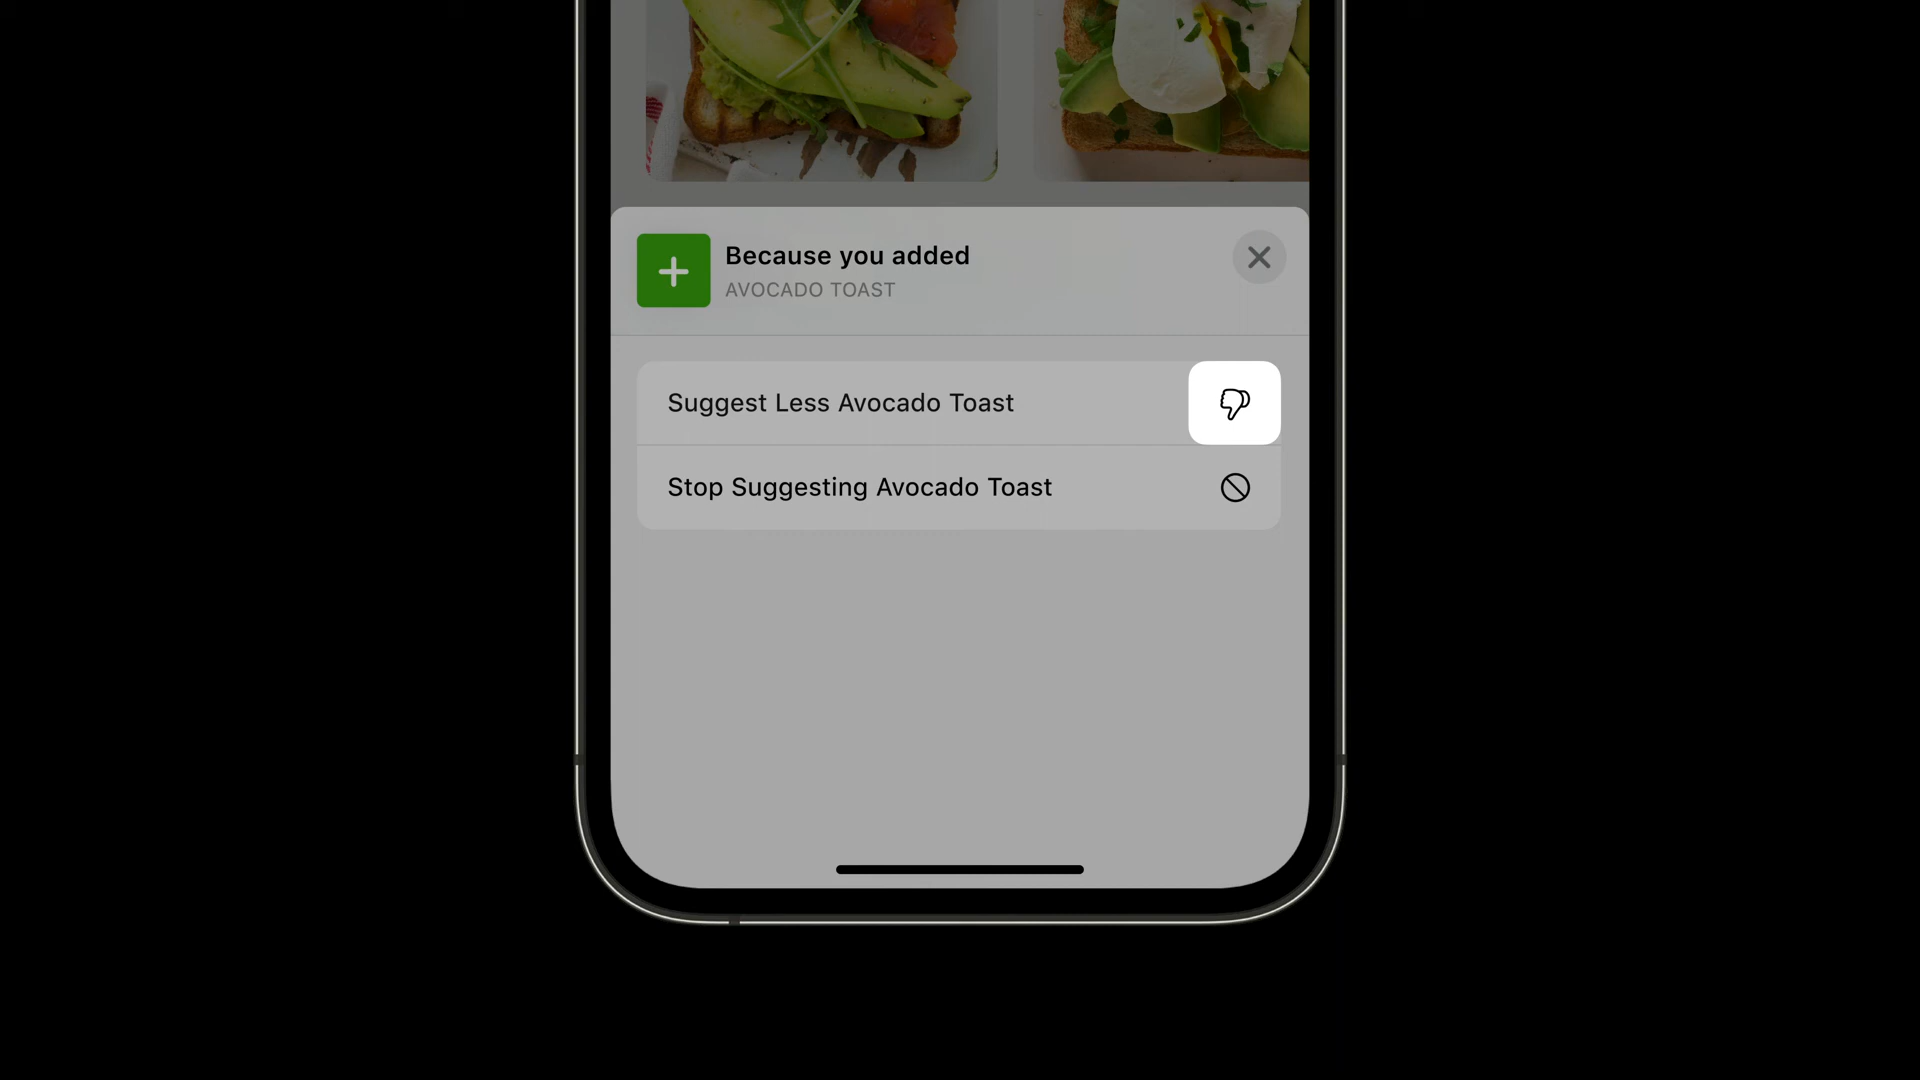 Because you added
AVOCADO TOAST
Suggest Less Avocado Toast
Stop Suggesting Avocado Toast